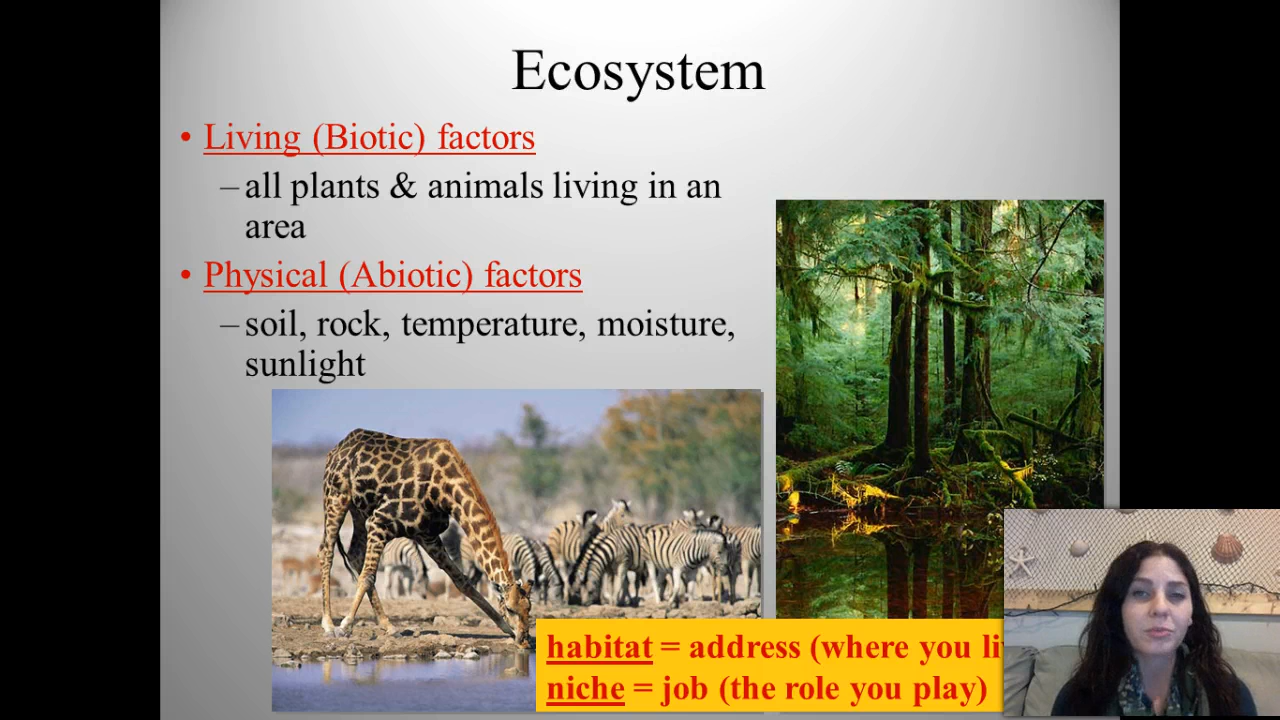 Ecosystem
• Living (Biotic) factors
– all plants & animals living in an
area
• Physical (Abiotic) factors
– soil, rock, temperature, moisture,
sunlight
habitat = address (where you
niche = job (the role you play)